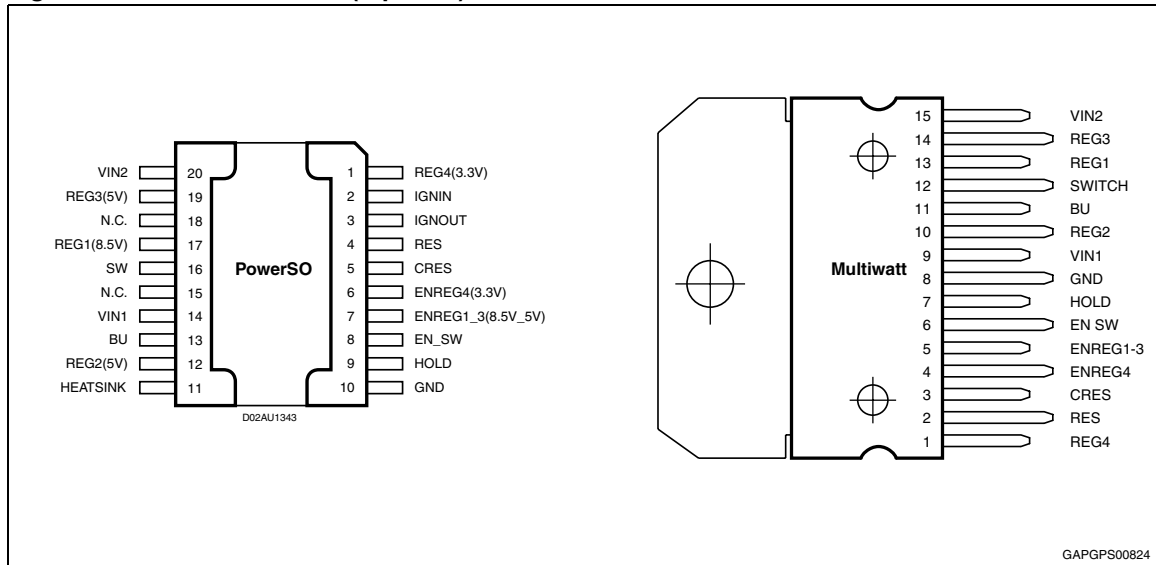 VIN2 20 1 REG4(3.3V)
REG3(5V) 19 2 IGNIN
N.C. 18 3 IGNOUT
REG1(8.5V) 17 4 RES
SW 16 PowerSO 5 CRES
N.C. 15 6 ENREG4(3.3V)
VIN1 14 7 ENREG1_3(8.5V_5V)
BU 13 8 EN_SW
REG2(5V) 12 9 HOLD
HEATSINK 11 10 GND
D02AU1343
Multiwatt
15 VIN2
14 REG3
13 REG1
12 SWITCH
11 BU
10 REG2
9 VIN1
8 GND
7 HOLD
6 EN SW
5 ENREG1-3
4 ENREG4
3 CRES
2 RES
1 REG4
GAPGPS00824